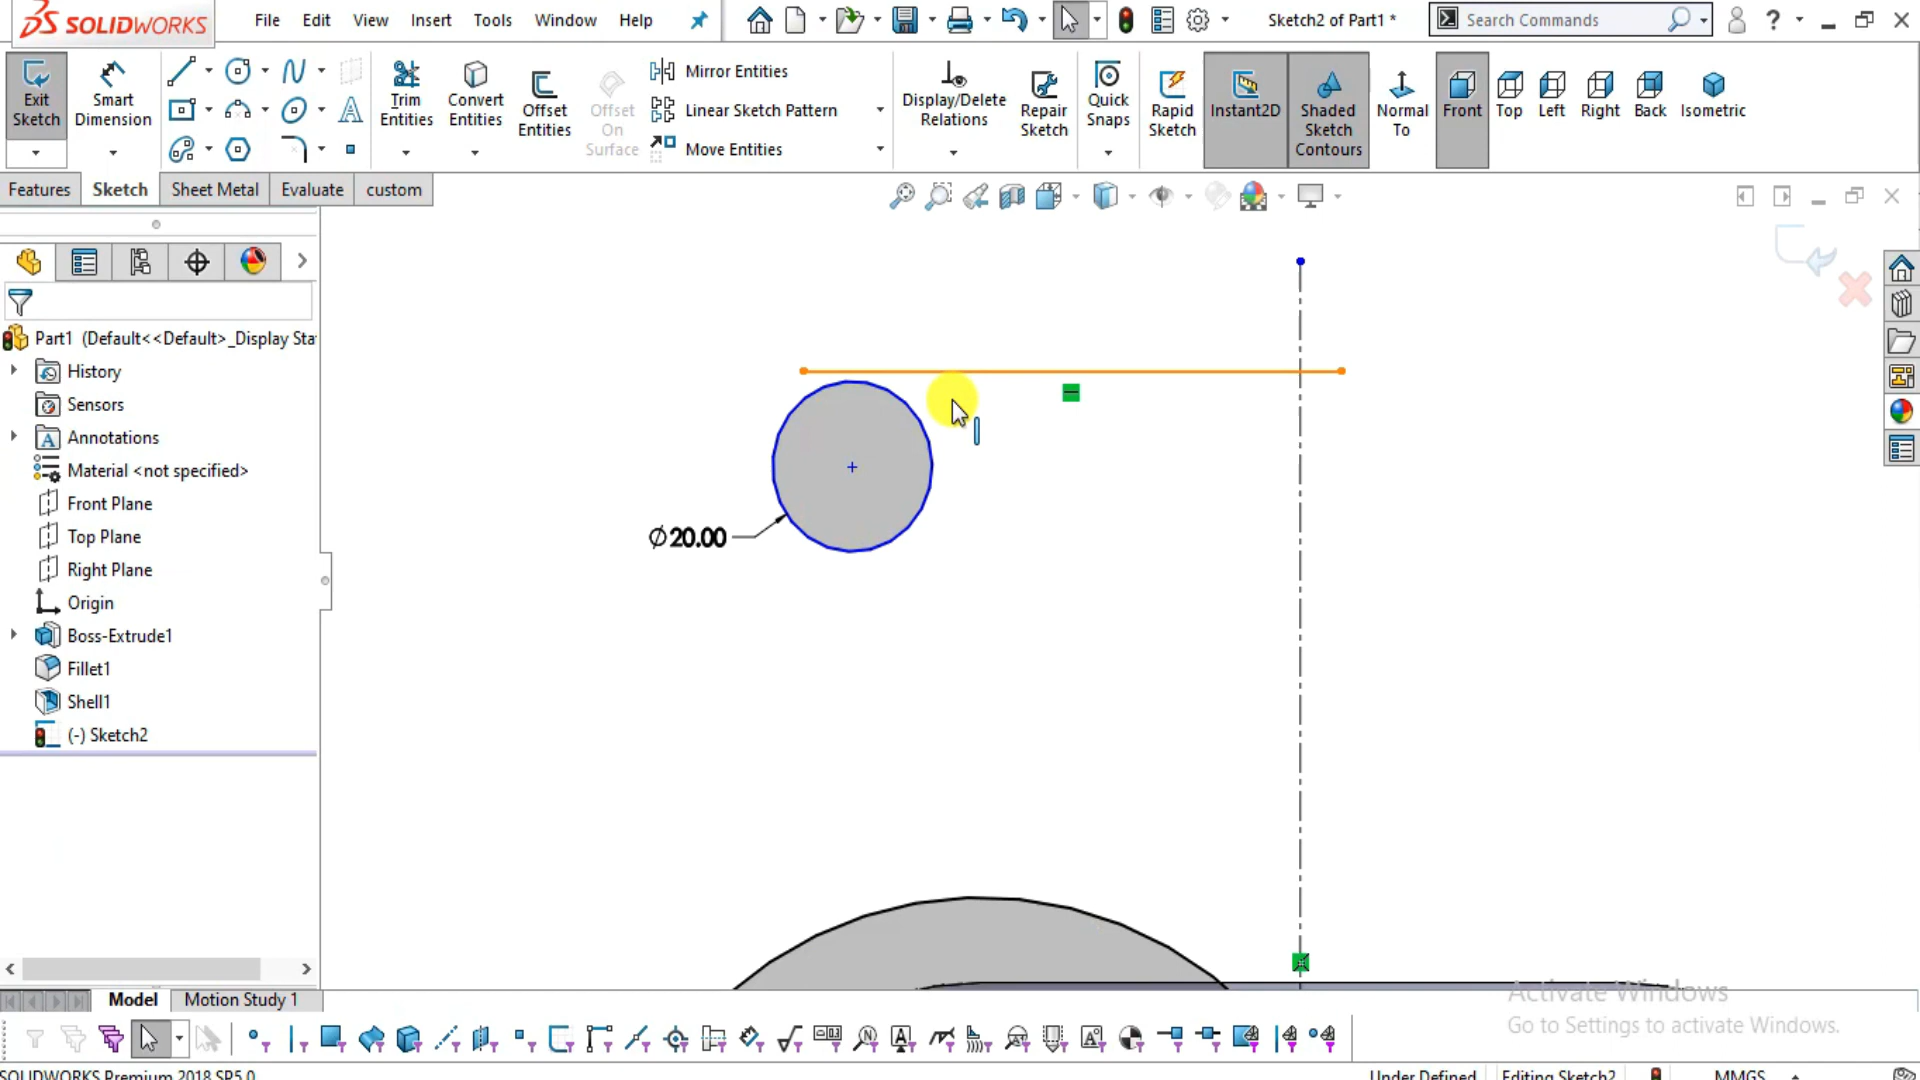 SOLIDWORKS File Edit View Insert Tools Window Help Sketch2 of Part1 * Search Commands ?
Exit Sketch
Smart Dimension
Trim Entities
Convert Entities
Offset Entities
Offset On Surface
Mirror Entities
Linear Sketch Pattern
Move Entities
Display/Delete Relations
Repair Sketch
Quick Snaps
Rapid Sketch
Instant2D
Shaded Sketch Contours
Normal To
Front
Top
Left
Right
Back
Isometric
Features Sketch Sheet Metal Evaluate custom
Part1 (Default<<Default>_Display Sta
History
Sensors
Annotations
Material <not specified>
Front Plane
Top Plane
Right Plane
Origin
Boss-Extrude1
Fillet1
Shell1
(-) Sketch2
∅20.00
Activate Windows
Go to Settings to activate Windows.
Model Motion Study 1
SOLIDWORKS Premium 2018 SP5.0 Under Defined Editing Sketch2 MMGS